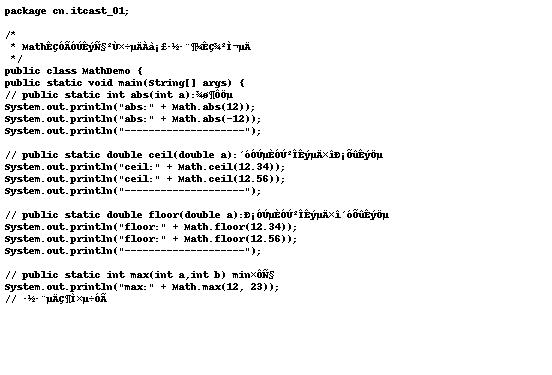 package cn.itcast_01;
/*
 * MathÊÇÓÃÓÚÊýÑ§²Ù×÷µÄÀà¡£·½·¨¶¼ÊÇ¾²Ì¬µÄ
 */
public class MathDemo {
public static void main(String[] args) {
// public static int abs(int a):¾ø¶ÔÖµ
System.out.println("abs:" + Math.abs(12));
System.out.println("abs:" + Math.abs(-12));
System.out.println("--------------------");
// public static double ceil(double a):´óÓÚµÈÓÚ²ÎÊýµÄ×îÐ¡ÕûÊýÖµ
System.out.println("ceil:" + Math.ceil(12.34));
System.out.println("ceil:" + Math.ceil(12.56));
System.out.println("--------------------");
// public static double floor(double a):Ð¡ÓÚµÈÓÚ²ÎÊýµÄ×î´óÕûÊýÖµ
System.out.println("floor:" + Math.floor(12.34));
System.out.println("floor:" + Math.floor(12.56));
System.out.println("--------------------");
// public static int max(int a,int b) min×ÔÑ§
System.out.println("max:" + Math.max(12, 23));
// ·½·¨µÄÇ¶Ì×µ÷ÓÃ